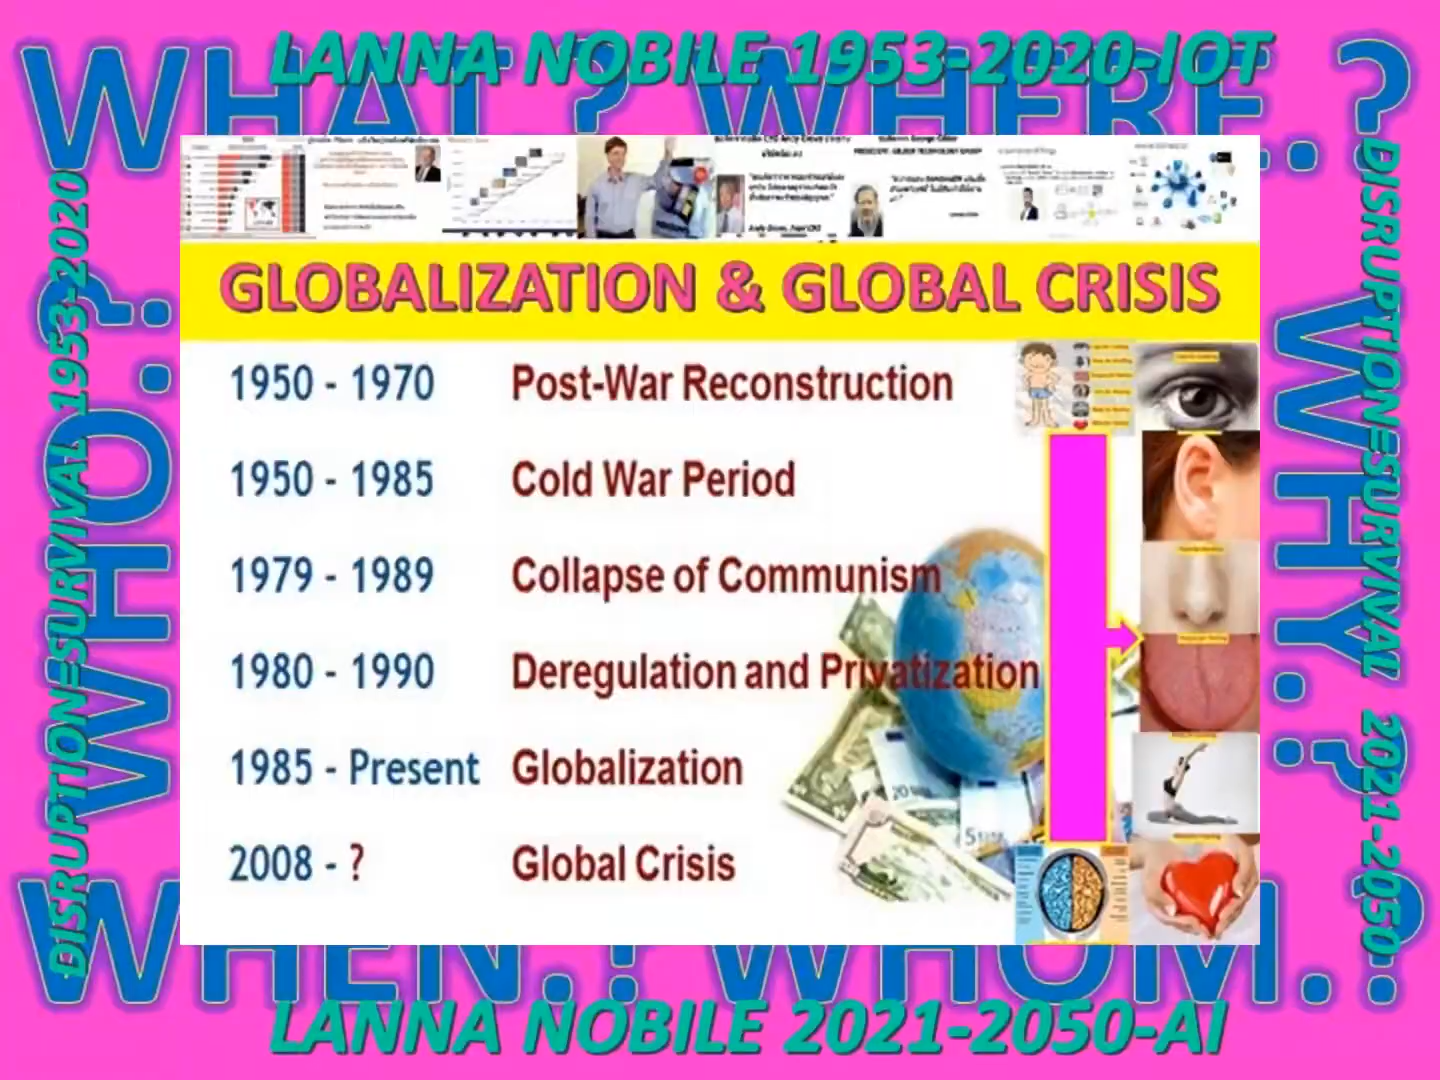 LANNA NOBILE 1953-2020-IOT
WHAT ? WHERE. ?
GLOBALIZATION & GLOBAL CRISIS
1950 - 1970 Post-War Reconstruction
1950 - 1985 Cold War Period
1979 - 1989 Collapse of Communism
1980 - 1990 Deregulation and Privatization
1985 - Present Globalization
2008 - ? Global Crisis
20
WHO.?
DISRUPTION=SURVIVAL 1953-2020
WHY.?
DISRUPTION=SURVIVAL 2021-2050
WHEN.? WHOM.?
LANNA NOBILE 2021-2050-AI